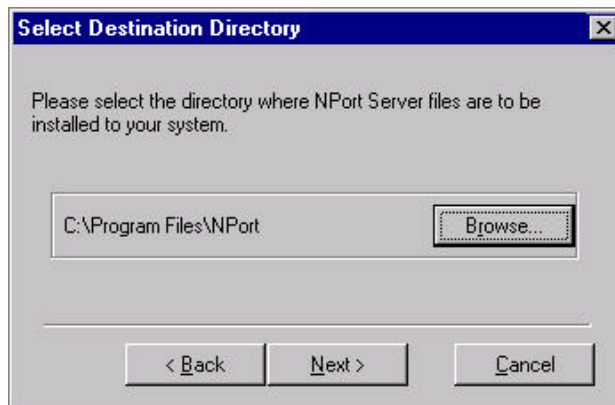 Select Destination Directory
Please select the directory where NPort Server files are to be
installed to your system.
C:\Program Files\NPort
Browse...
< Back
Next >
Cancel